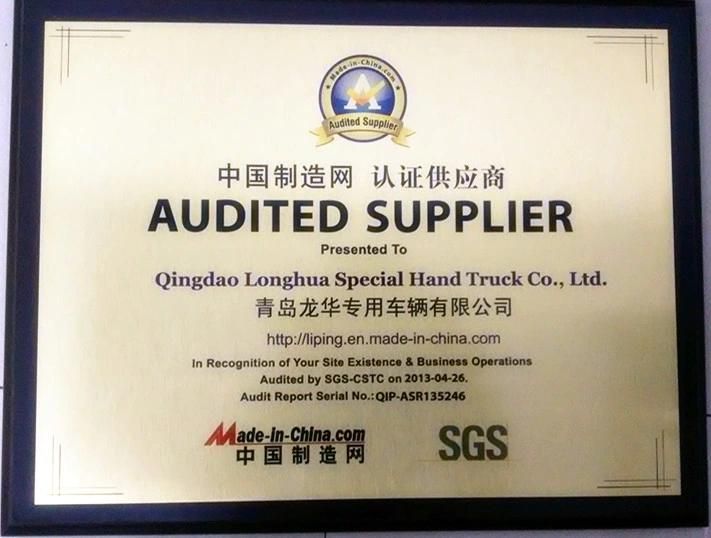 Made-in-China.com
Audited Supplier
中国制造网 认证供应商
AUDITED SUPPLIER
Presented To
Qingdao Longhua Special Hand Truck Co., Ltd.
青岛龙华专用车辆有限公司
http://liping.en.made-in-china.com
In Recognition of Your Site Existence & Business Operations
Audited by SGS-CSTC on 2013-04-26.
Audit Report Serial No.:QIP-ASR135246
Made-in-China.com
中国制造网
SGS